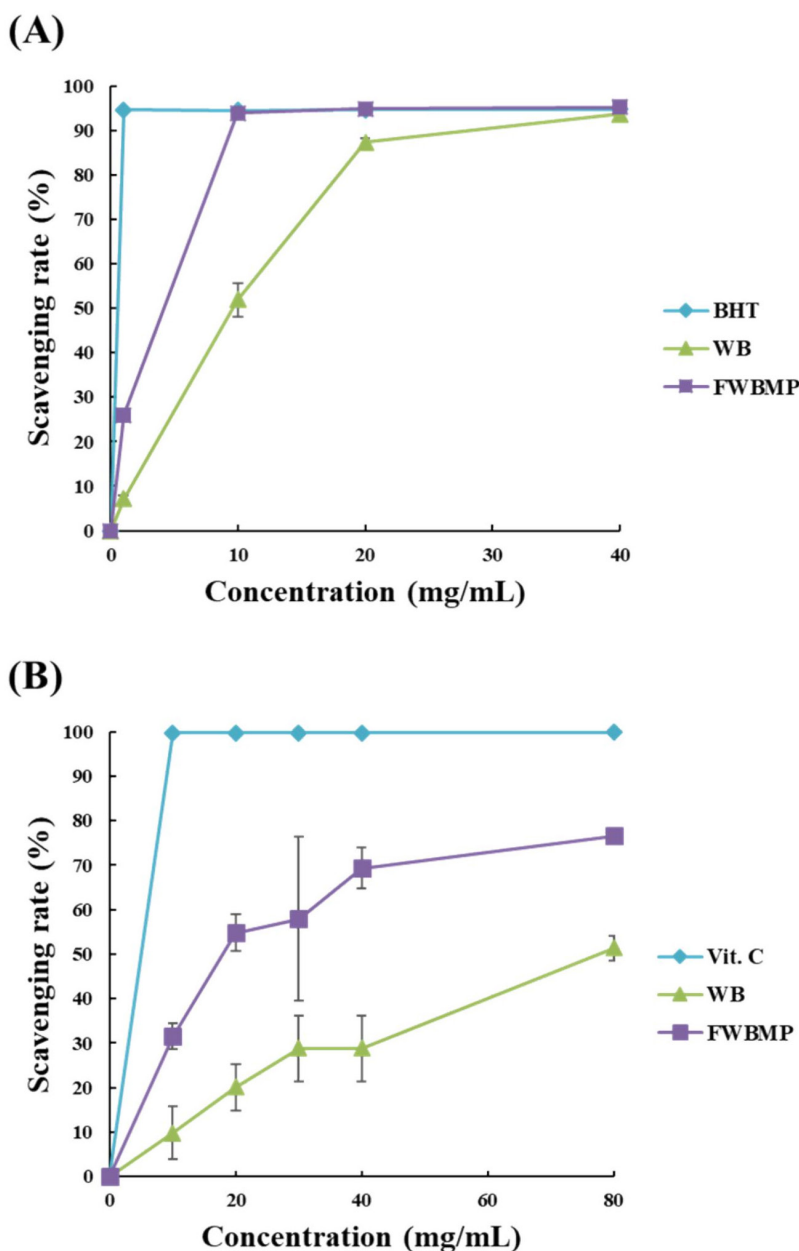 (A)
100
90
80
70
60
50
40
30
20
10
0
Scavenging rate (%)
0 10 20 30 40
Concentration (mg/mL)
BHT
WB
FWBMP
(B)
100
90
80
70
60
50
40
30
20
10
0
Scavenging rate (%)
0 20 40 60 80
Concentration (mg/mL)
Vit. C
WB
FWBMP